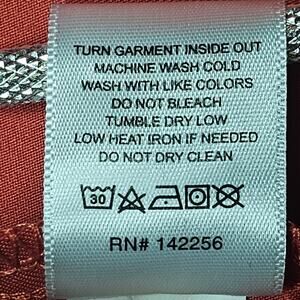 TURN GARMENT INSIDE OUT
MACHINE WASH COLD
WASH WITH LIKE COLORS
DO NOT BLEACH
TUMBLE DRY LOW
LOW HEAT IRON IF NEEDED
DO NOT DRY CLEAN
30
RN# 142256